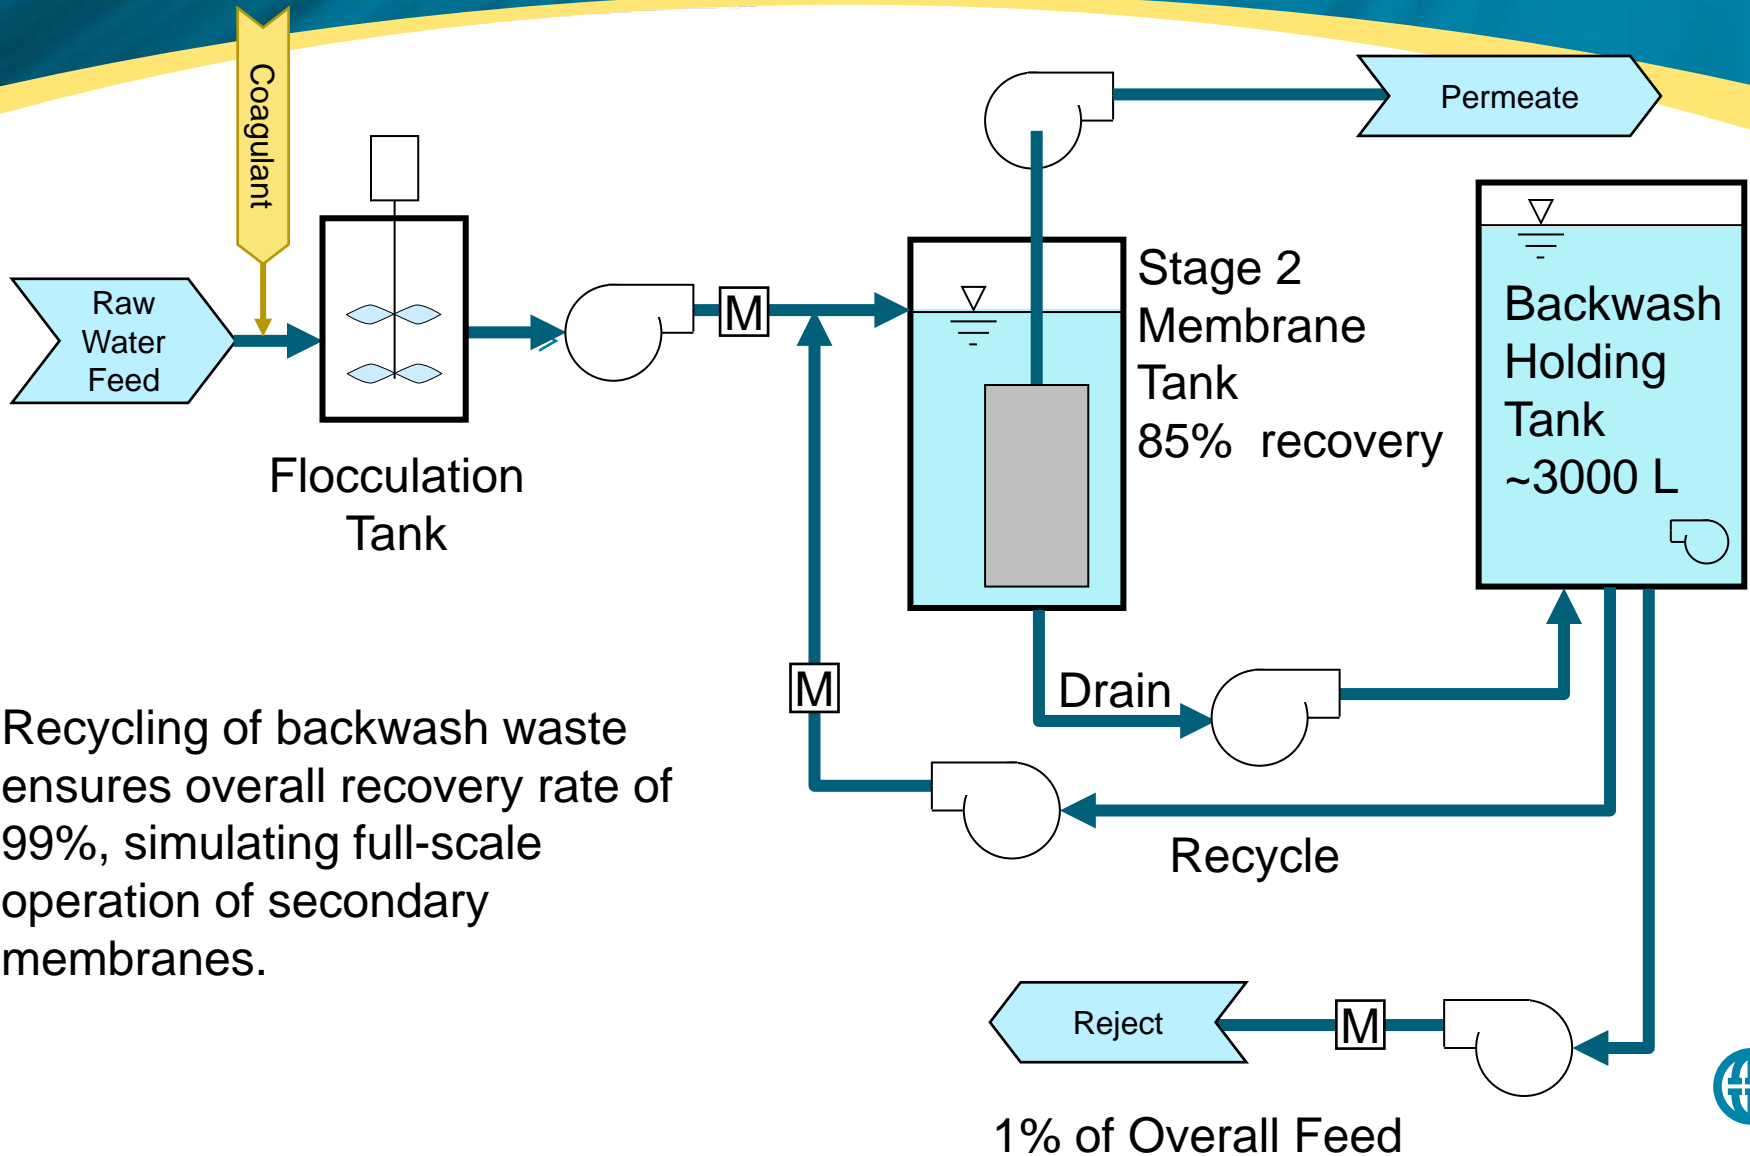 Coagulant
Permeate
Raw
Water
Feed
M
Stage 2
Membrane
Tank
85% recovery
Backwash
Holding
Tank
~3000 L
Flocculation
Tank
M
Drain
Recycling of backwash waste
ensures overall recovery rate of
99%, simulating full-scale
operation of secondary
membranes.
Recycle
Reject
M
1% of Overall Feed